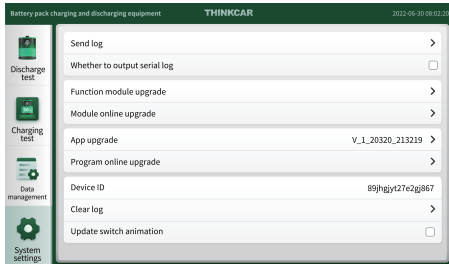 Battery pack charging and discharging equipment THINKCAR 2022-06-30 08:02:20
Discharge
test
Charging
test
Data
management
System
settings
Send log
Whether to output serial log
Function module upgrade
Module online upgrade
App upgrade V_1_20320_213219
Program online upgrade
Device ID 89jhgjyt27e2gj867
Clear log
Update switch animation